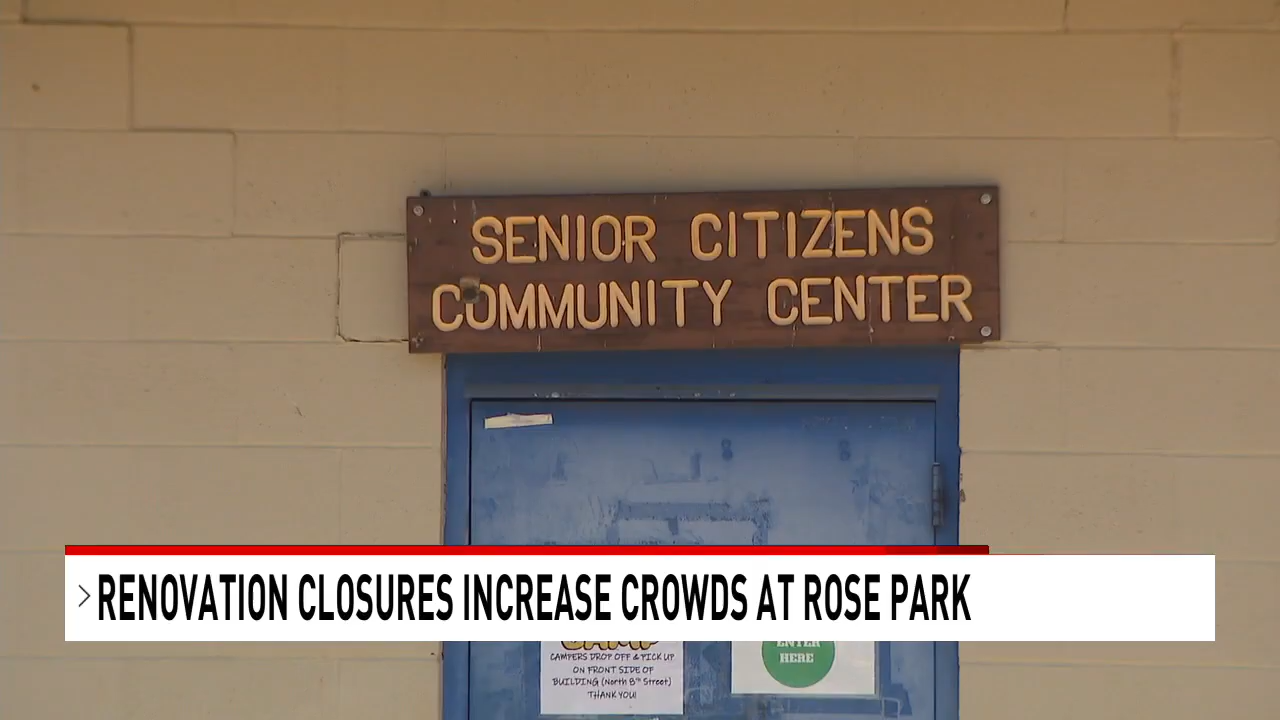 SENIOR CITIZENS
COMMUNITY CENTER
> RENOVATION CLOSURES INCREASE CROWDS AT ROSE PARK
CAMP
CAMPERS DROP OFF & PICK UP
ON FRONT SIDE OF
BUILDING (North 8th Street)
THANK YOU!
ENTER
HERE